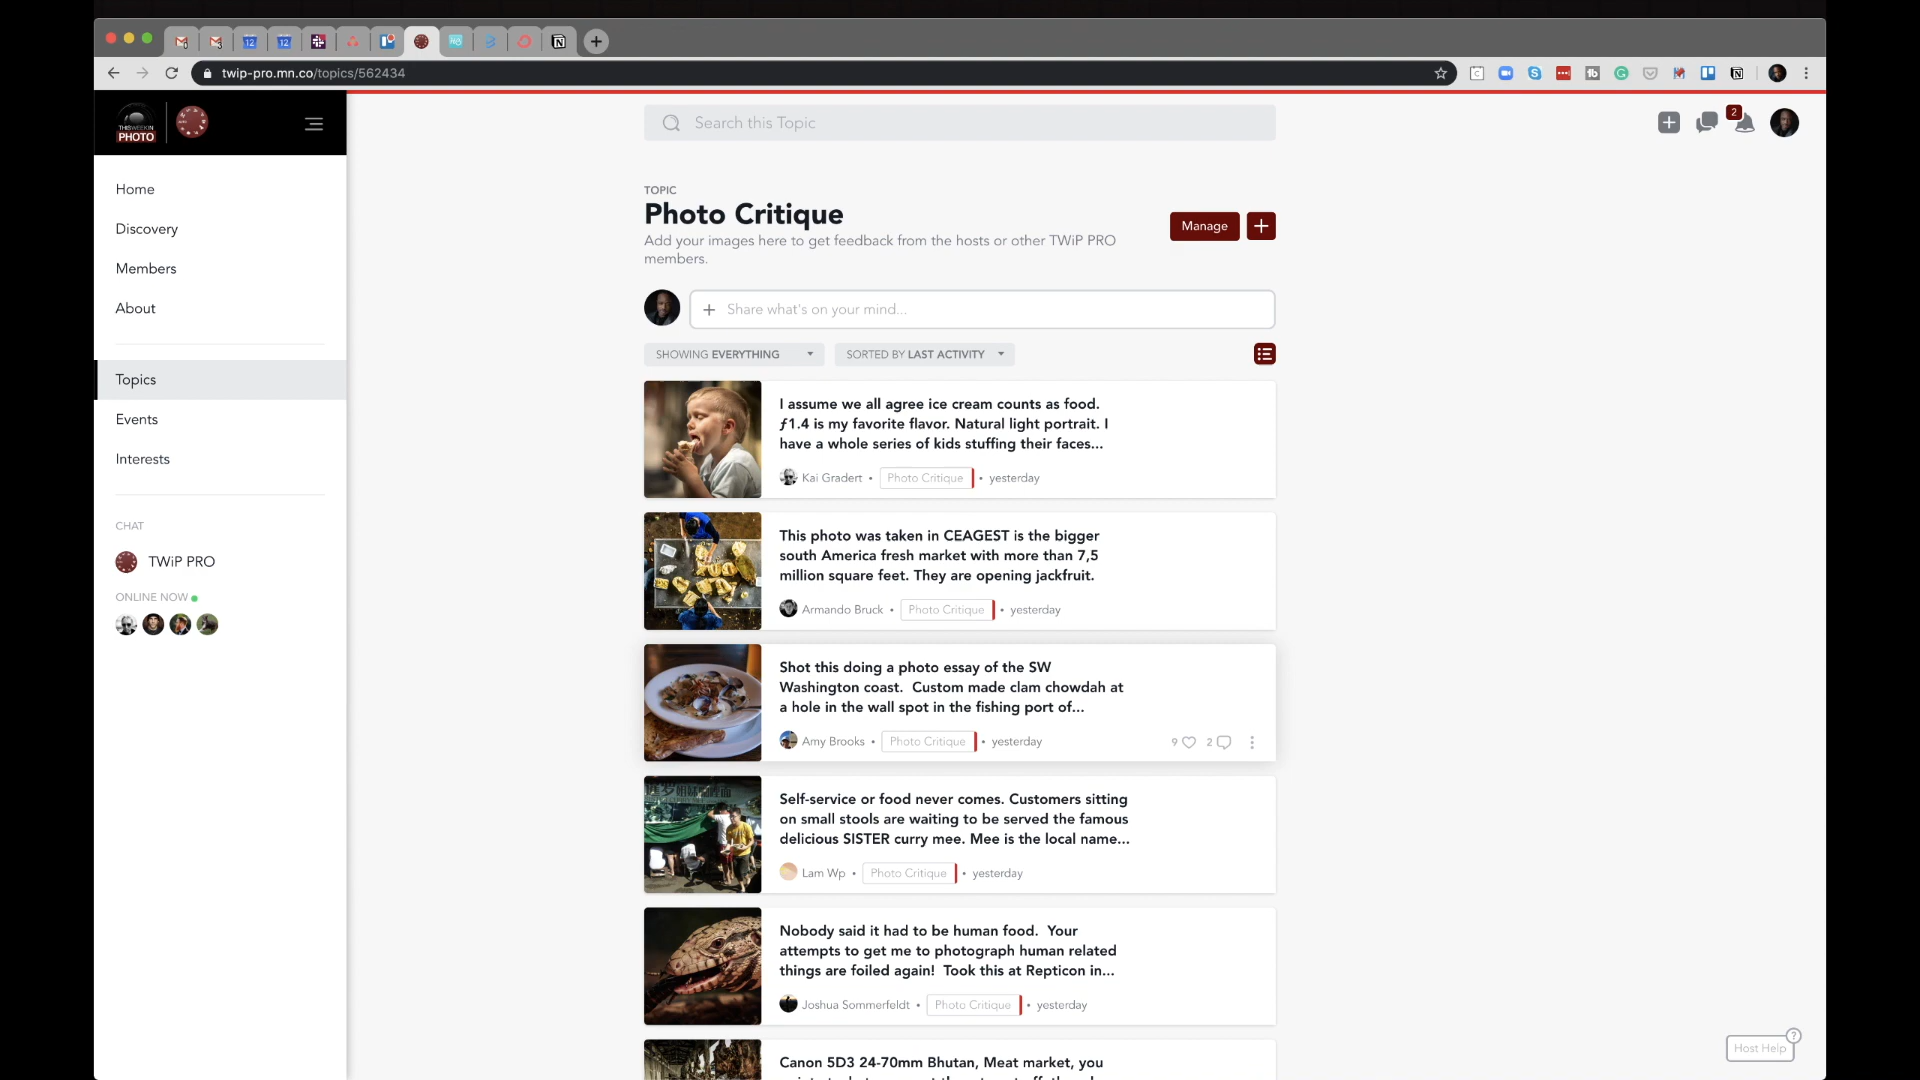 12
12
twip-pro.mn.co/topics/562434
THISWEEKIN
PHOTO
Search this Topic
2
Home
Discovery
Members
About
Topics
Events
Interests
CHAT
TWiP PRO
ONLINE NOW
TOPIC
Photo Critique
Add your images here to get feedback from the hosts or other TWiP PRO
members.
Manage
Share what's on your mind...
SHOWING EVERYTHING
SORTED BY LAST ACTIVITY
I assume we all agree ice cream counts as food.
ƒ1.4 is my favorite flavor. Natural light portrait. I
have a whole series of kids stuffing their faces...
Kai Gradert • Photo Critique • yesterday
This photo was taken in CEAGEST is the bigger
south America fresh market with more than 7,5
million square feet. They are opening jackfruit.
Armando Bruck • Photo Critique • yesterday
Shot this doing a photo essay of the SW
Washington coast. Custom made clam chowdah at
a hole in the wall spot in the fishing port of...
Amy Brooks • Photo Critique • yesterday
9 2
Self-service or food never comes. Customers sitting
on small stools are waiting to be served the famous
delicious SISTER curry mee. Mee is the local name...
Lam Wp • Photo Critique • yesterday
Nobody said it had to be human food. Your
attempts to get me to photograph human related
things are foiled again! Took this at Repticon in...
Joshua Sommerfeldt • Photo Critique • yesterday
Canon 5D3 24-70mm Bhutan, Meat market, you
Host Help
?